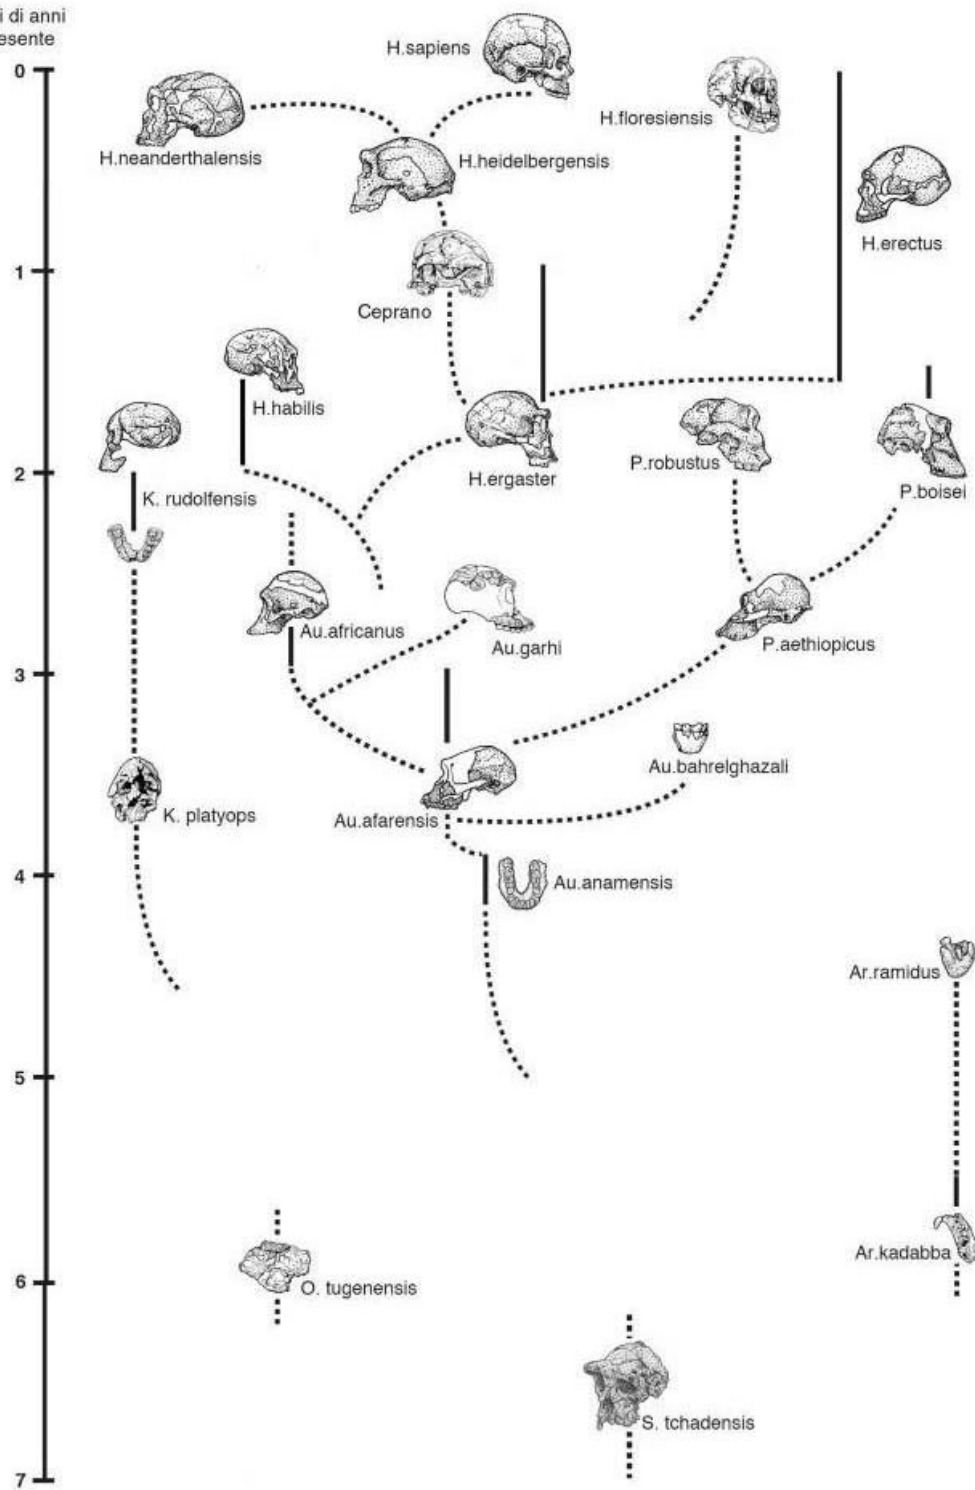 di anni
H.sapiens
0
H.neanderthalensis
H.heidelbergensis
H.floresiensis
H.erectus
1
Ceprano
H.habilis
2
K. rudolfensis
H.ergaster
P.robustus
P.boisei
Au.africanus
Au.garhi
P.aethiopicus
3
Au.bahrelghazali
K. platyops
Au.afarensis
4
Au.anamensis
Ar.ramidus
5
Ar.kadabba
6
O. tugenensis
S. tchadensis
7